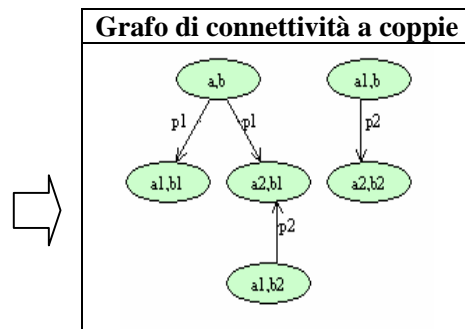 Grafo di connettività a coppie
a,b
a1,b
p1
p1
p2
a1,b1
a2,b1
a2,b2
p2
a1,b2